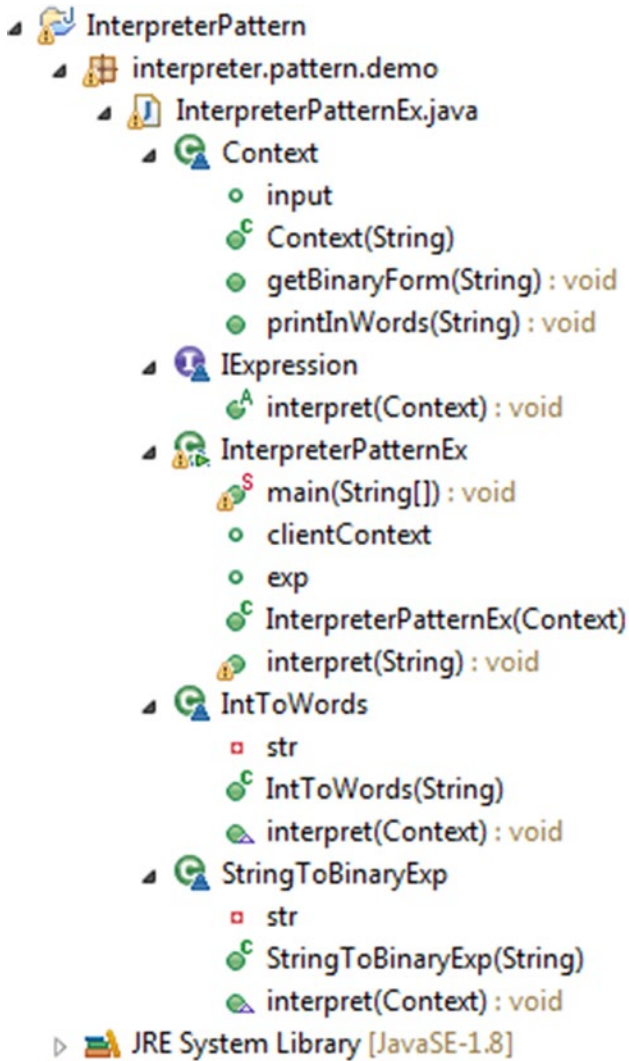 InterpreterPattern
interpreter.pattern.demo
InterpreterPatternEx.java
Context
input
Context(String)
getBinaryForm(String) : void
printInWords(String) : void
IExpression
interpret(Context) : void
InterpreterPatternEx
main(String[]) : void
clientContext
exp
InterpreterPatternEx(Context)
interpret(String) : void
IntToWords
str
IntToWords(String)
interpret(Context) : void
StringToBinaryExp
str
StringToBinaryExp(String)
interpret(Context) : void
JRE System Library [JavaSE-1.8]